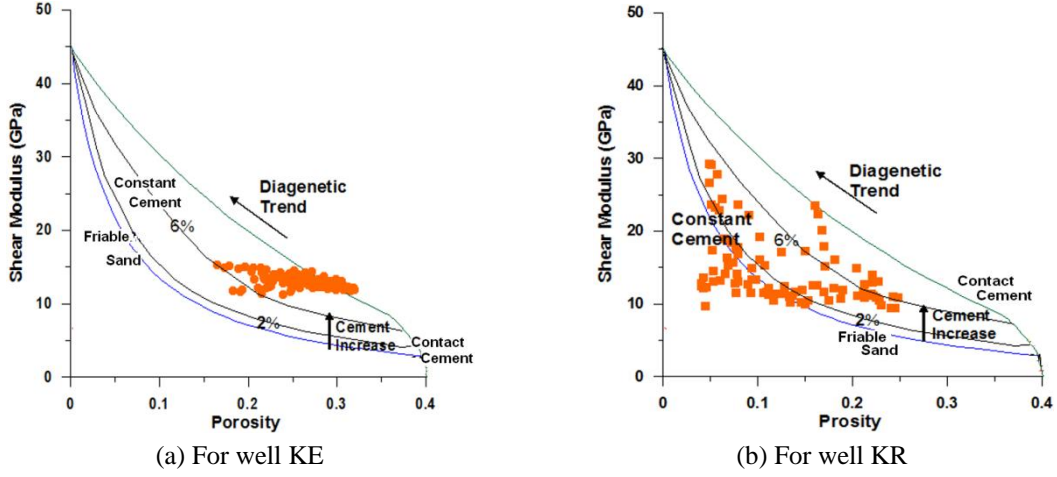 50
40
30
20
10
0
Shear Modulus (GPa)
Constant
Cement
6%
Friable
Sand
Diagenetic
Trend
2%
Cement
Increase
Contact
Cement
0
0.1
0.2
0.3
0.4
Porosity
(a) For well KE
50
40
30
20
10
0
Shear Modulus (GPa)
Constant
Cement
6%
Diagenetic
Trend
Contact
Cement
2%
Friable
Sand
Cement
Increase
0
0.1
0.2
0.3
0.4
Prosity
(b) For well KR